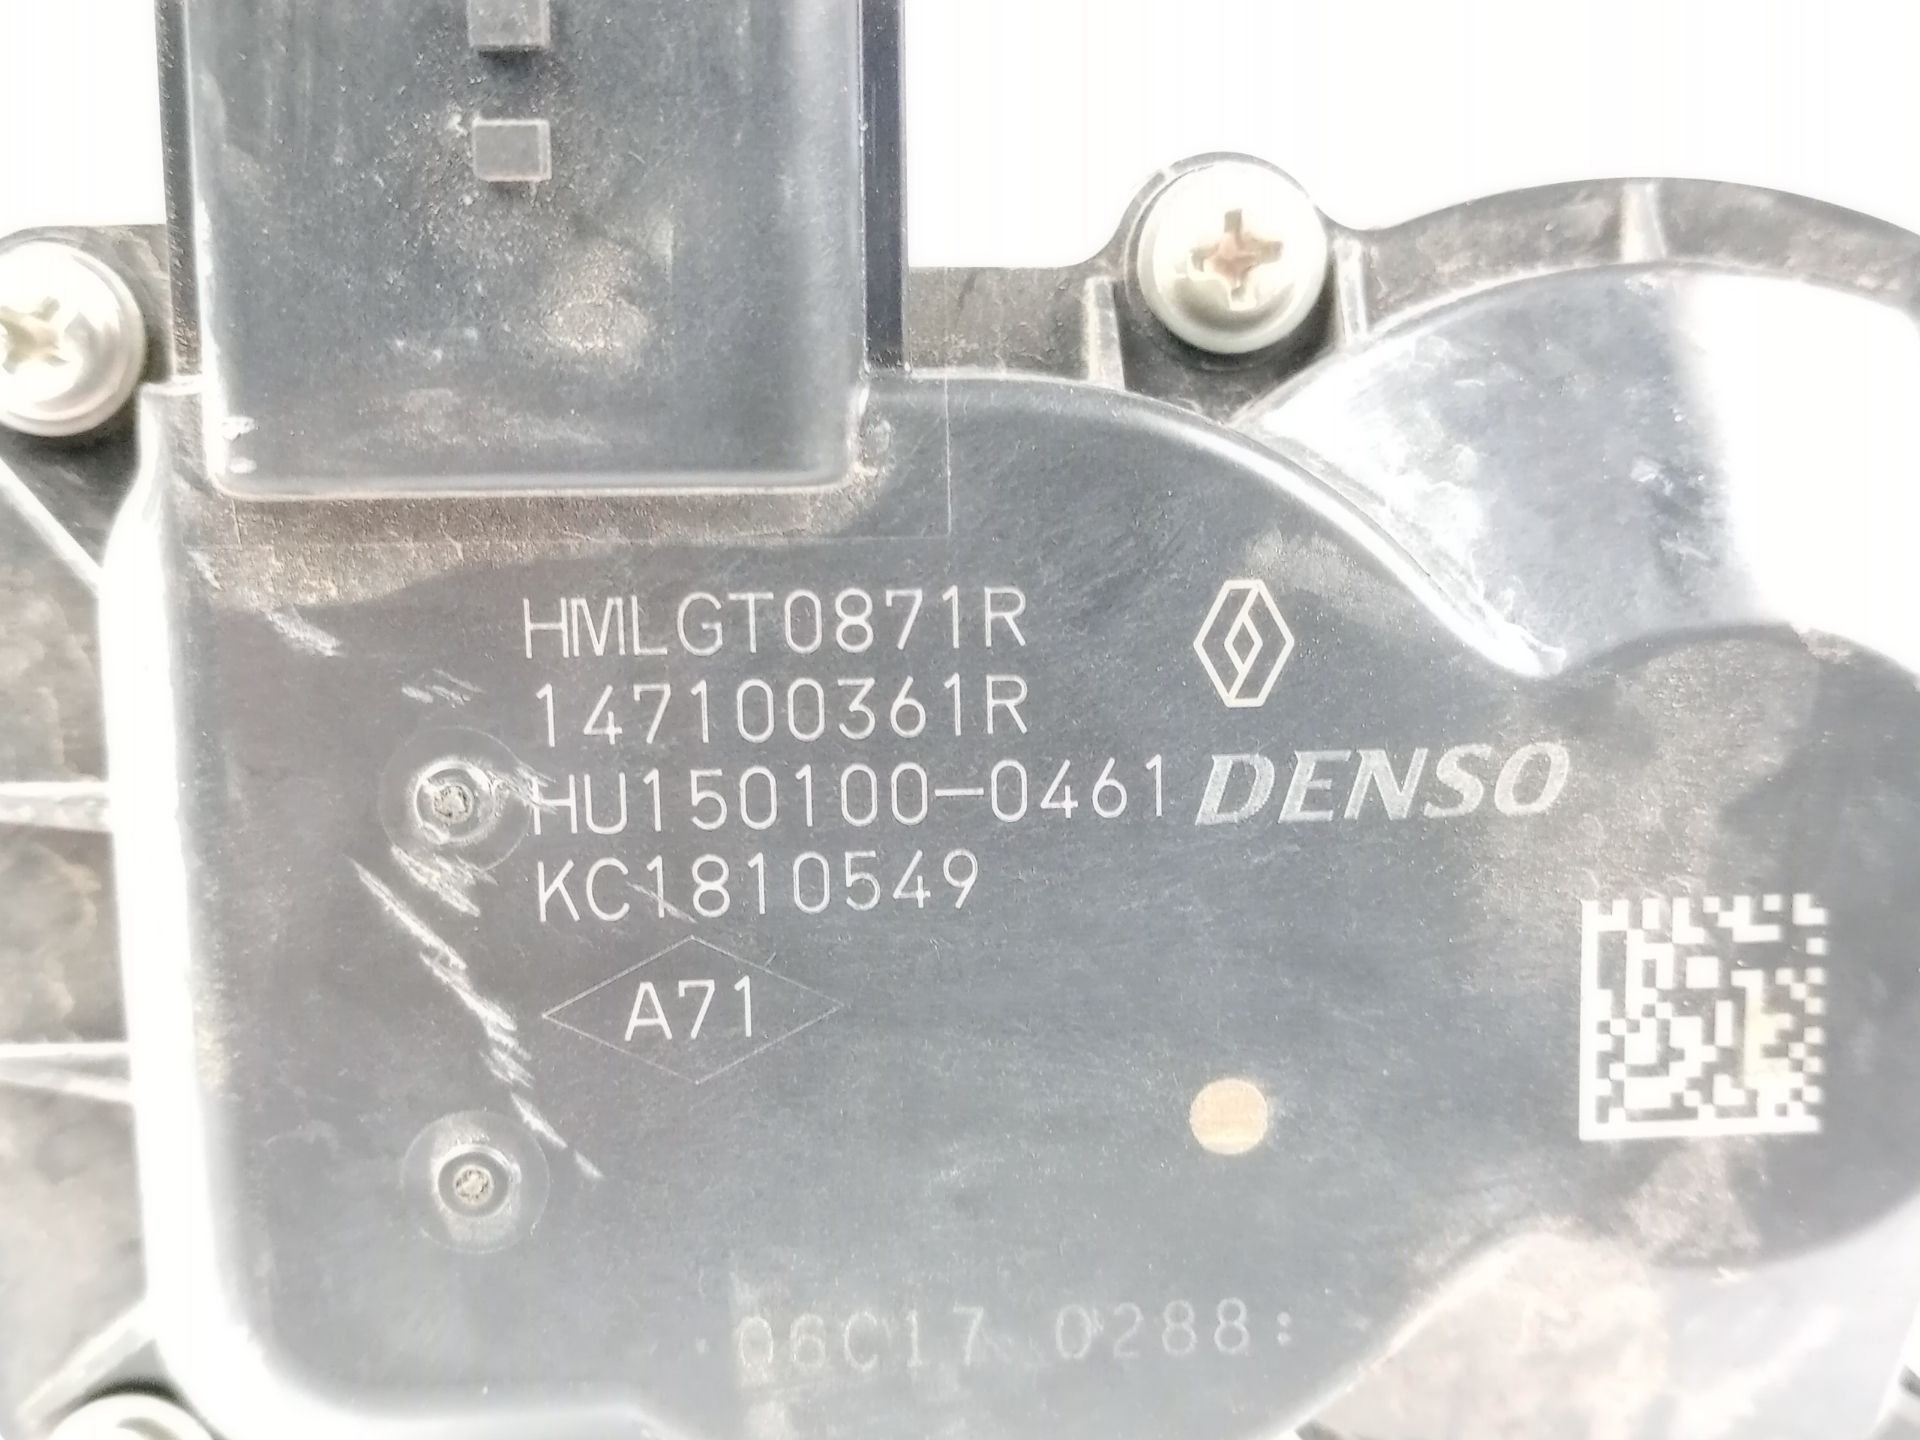 HMLGT0871R
147100361R
HU150100-0461 DENSO
KC1810549
A71
06C17 0288: